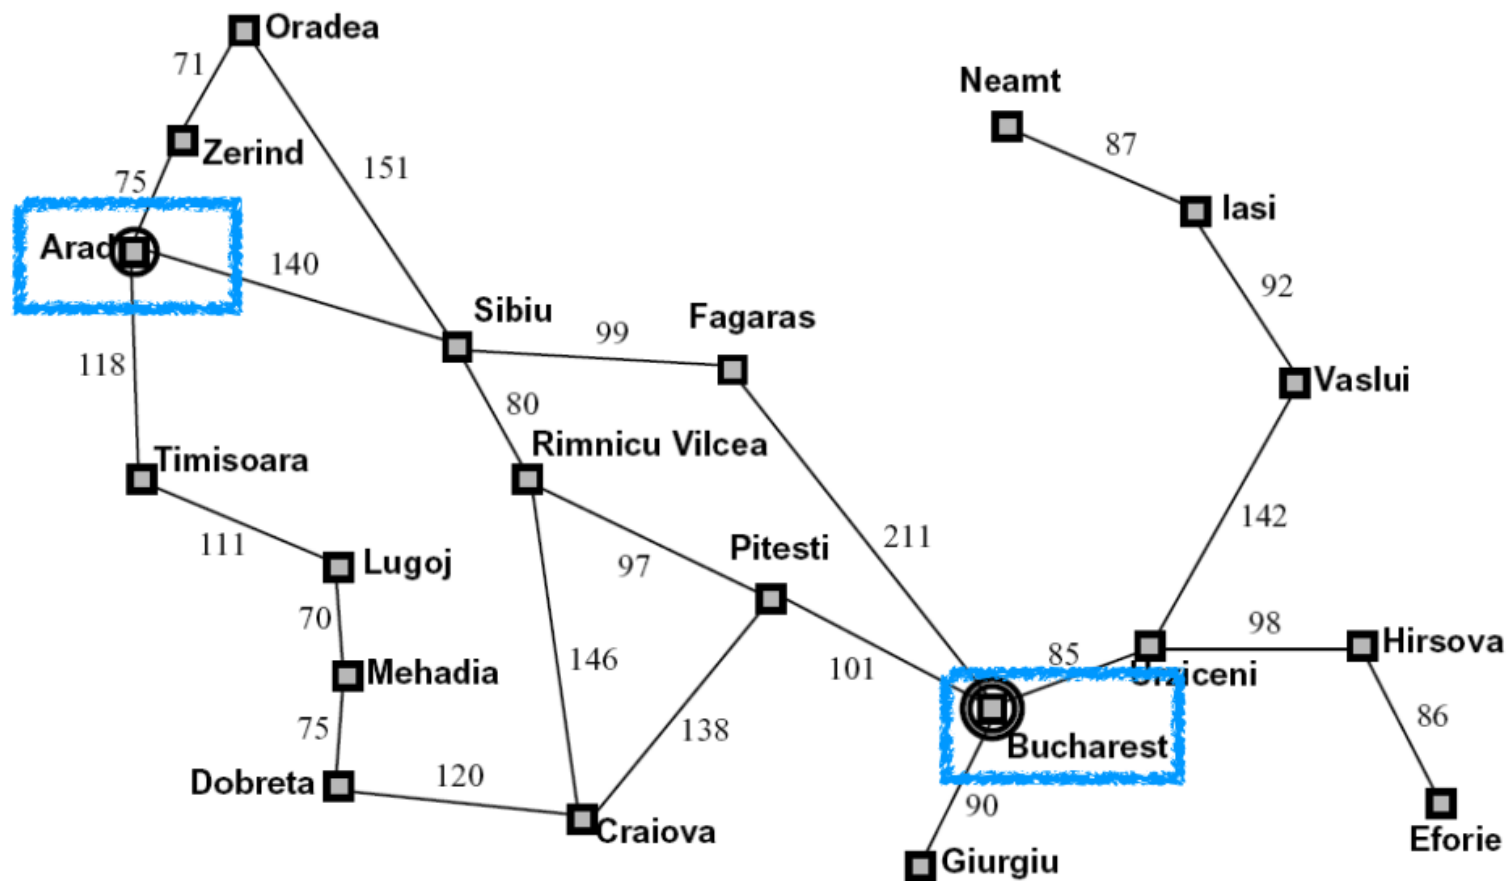 Oradea
71
Neamt
87
Zerind
151
75
Iasi
Arad
140
92
Sibiu
99
Fagaras
118
Vaslui
80
Timisoara
Rimnicu Vilcea
142
211
111
Lugoj
97
Pitesti
70
98
Hirsova
146
85
101
Mehadia
Urziceni
75
138
86
Bucharest
Dobreta
120
90
Craiova
Eforie
Giurgiu